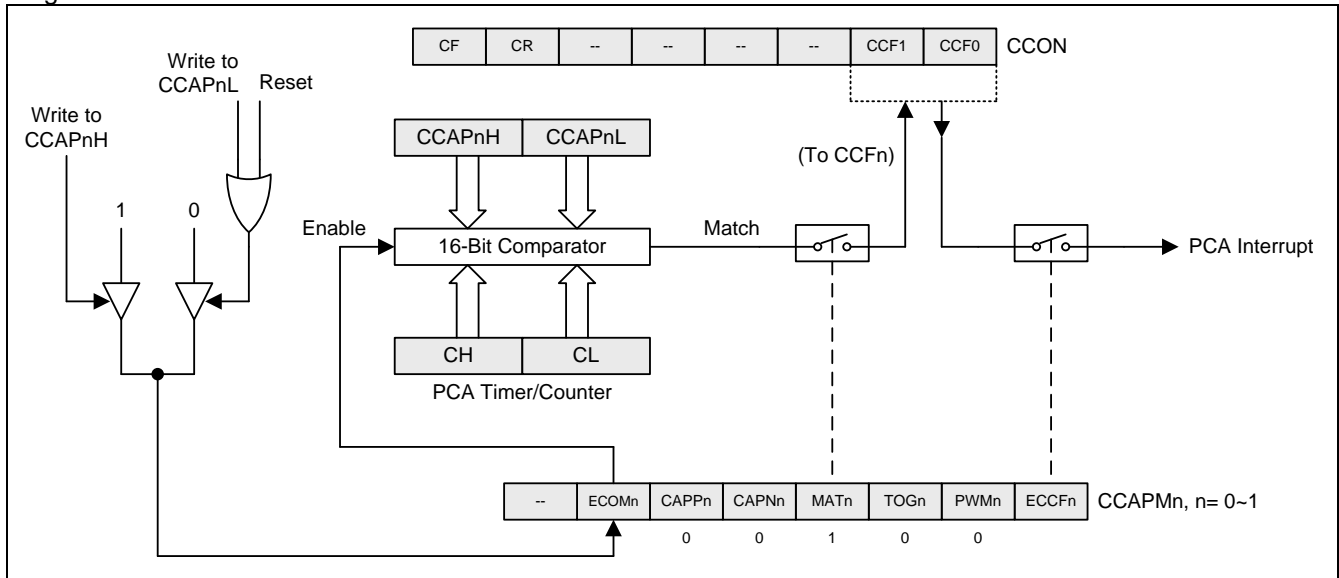 CF CR -- -- -- -- CCF1 CCF0 CCON
Write to
CCAPnL
Reset
Write to
CCAPnH
CCAPnH CCAPnL
(To CCFn)
1 0
Enable
16-Bit Comparator
Match
PCA Interrupt
CH CL
PCA Timer/Counter
-- ECOMn CAPPn CAPNn MATn TOGn PWMn ECCFn CCAPMn, n= 0~1
0 0 1 0 0